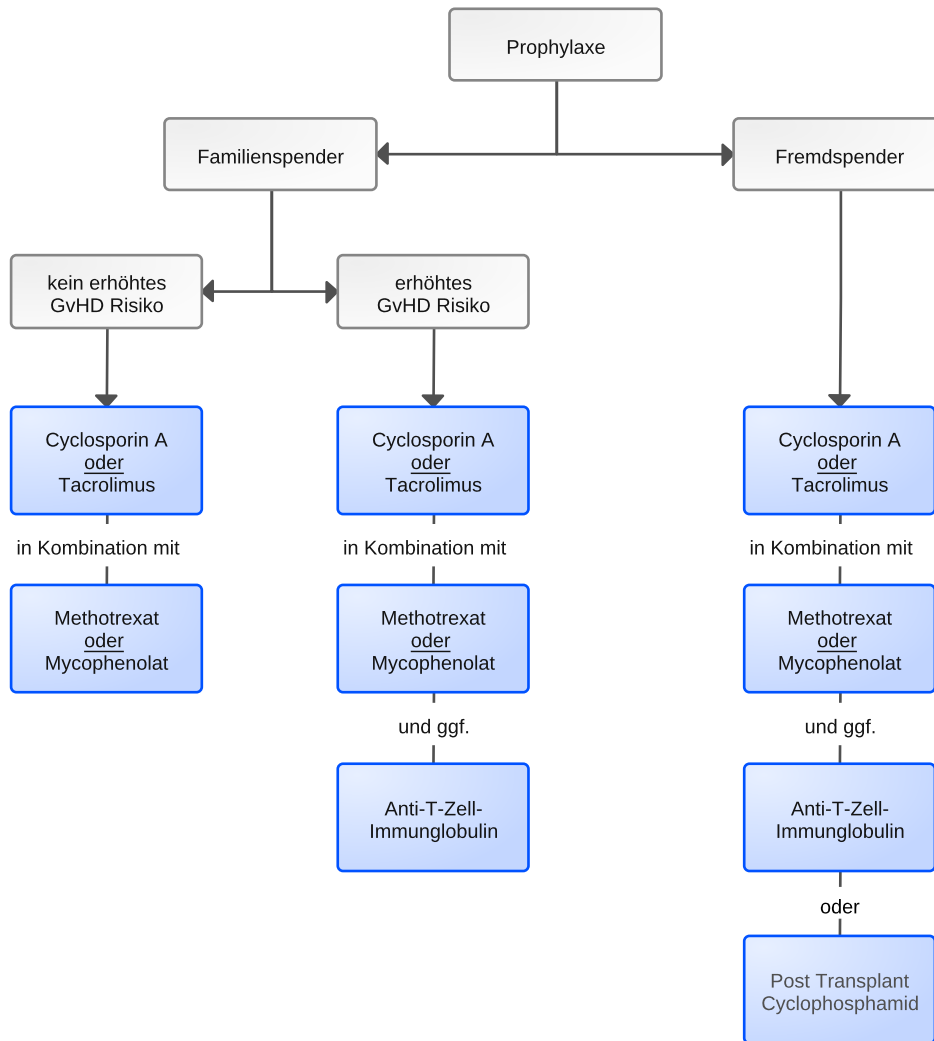 Prophylaxe
Familienspender
Fremdspender
kein erhöhtes
GvHD Risiko
erhöhtes
GvHD Risiko
Cyclosporin A
oder
Tacrolimus
in Kombination mit
Methotrexat
oder
Mycophenolat
Cyclosporin A
oder
Tacrolimus
in Kombination mit
Methotrexat
oder
Mycophenolat
und ggf.
Anti-T-Zell-
Immunglobulin
Cyclosporin A
oder
Tacrolimus
in Kombination mit
Methotrexat
oder
Mycophenolat
und ggf.
Anti-T-Zell-
Immunglobulin
oder
Post Transplant
Cyclophosphamid